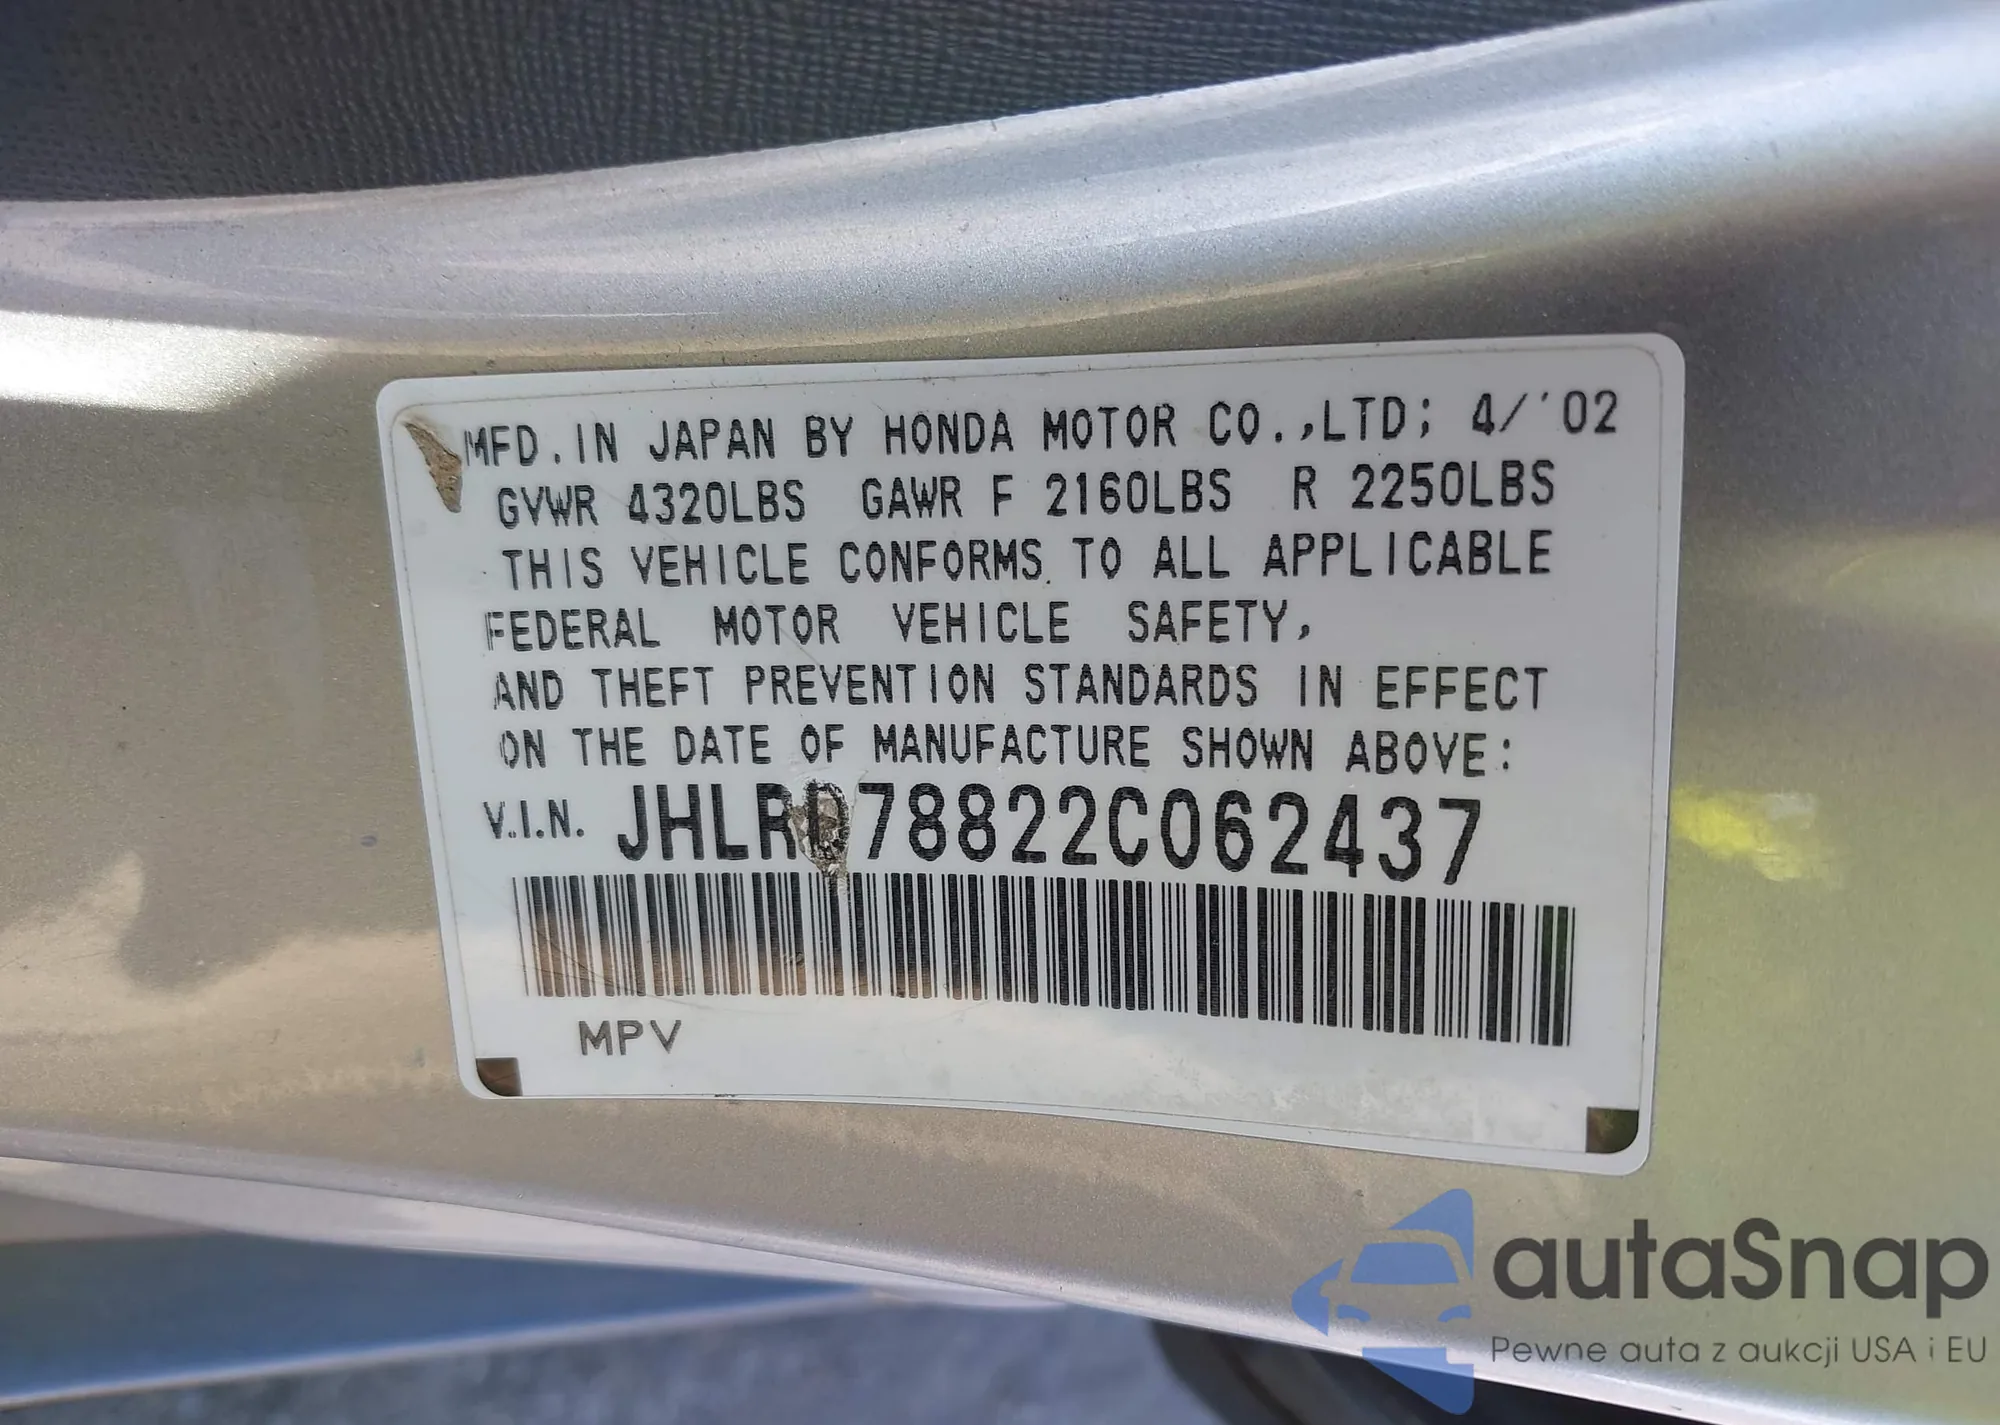 MFD. IN JAPAN BY HONDA MOTOR CO.,LTD; 4/'02
GVWR 4320LBS GAWR F 2160LBS R 2250LBS
THIS VEHICLE CONFORMS TO ALL APPLICABLE
FEDERAL MOTOR VEHICLE SAFETY,
AND THEFT PREVENTION STANDARDS IN EFFECT
ON THE DATE OF MANUFACTURE SHOWN ABOVE:
V.I.N. JHLRD78822C062437
MPV
autaSnap
Pewne auta z aukcji USA i EU